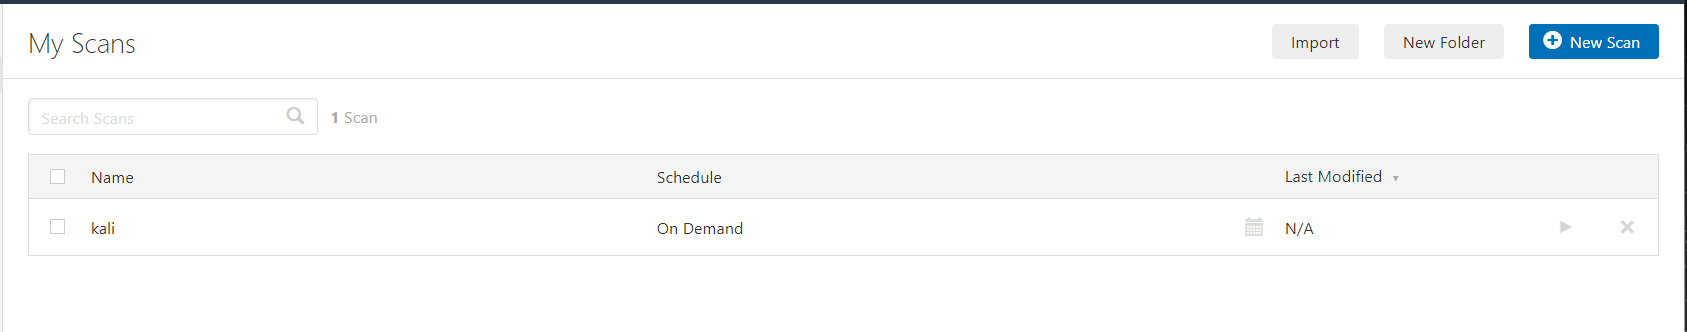 My Scans
Import
New Folder
New Scan
Search Scans
1 Scan
Name Schedule Last Modified
kali On Demand N/A